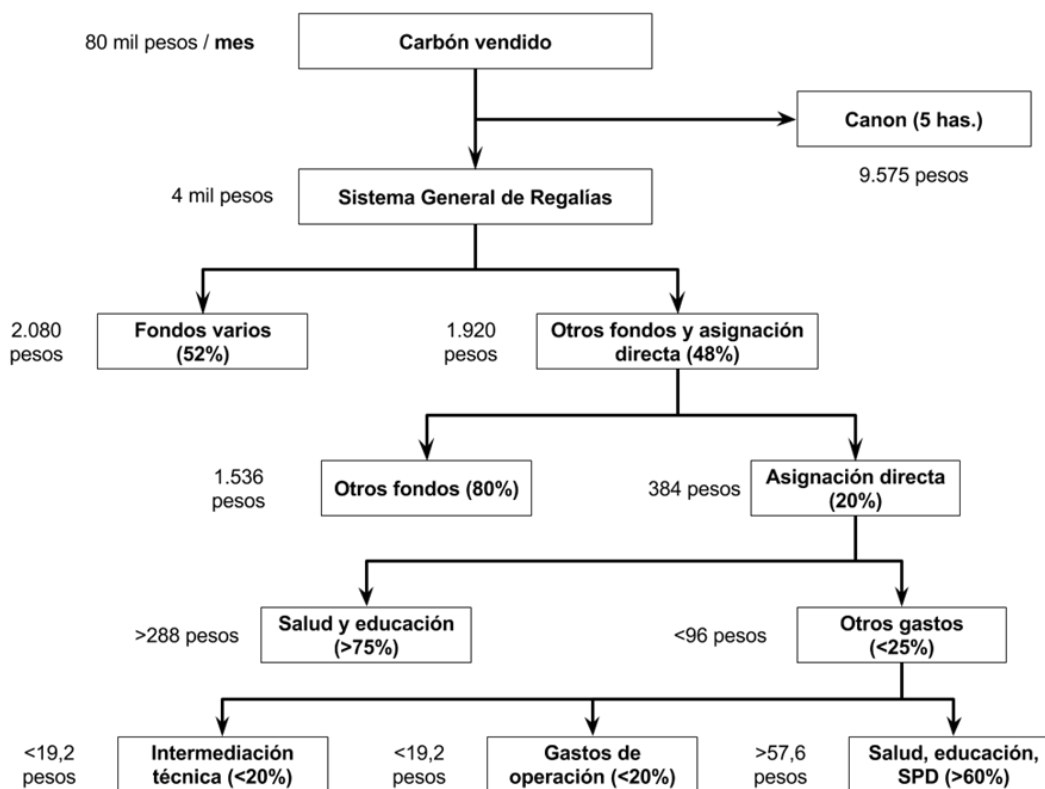 80 mil pesos / mes
Carbón vendido
Canon (5 has.)
9.575 pesos
4 mil pesos
Sistema General de Regalías
2.080
pesos
Fondos varios
(52%)
1.920
pesos
Otros fondos y asignación
directa (48%)
1.536
pesos
Otros fondos (80%)
384 pesos
Asignación directa
(20%)
>288 pesos
Salud y educación
(>75%)
<96 pesos
Otros gastos
(<25%)
<19,2
pesos
Intermediación
técnica (<20%)
<19,2
pesos
Gastos de
operación (<20%)
>57,6
pesos
Salud, educación,
SPD (>60%)